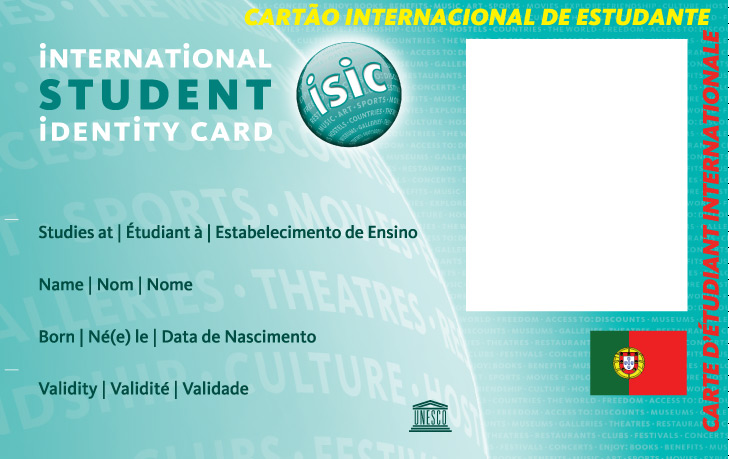 CARTÃO INTERNACIONAL DE ESTUDANTE
iNTERNATiONAL
STUDENT
iDENTiTY CARD
isic
CARTE D'ÉTUDIANT INTERNATIONALE
Studies at | Étudiant à | Estabelecimento de Ensino
Name | Nom | Nome
Born | Né(e) le | Data de Nascimento
Validity | Validité | Validade
UNESCO